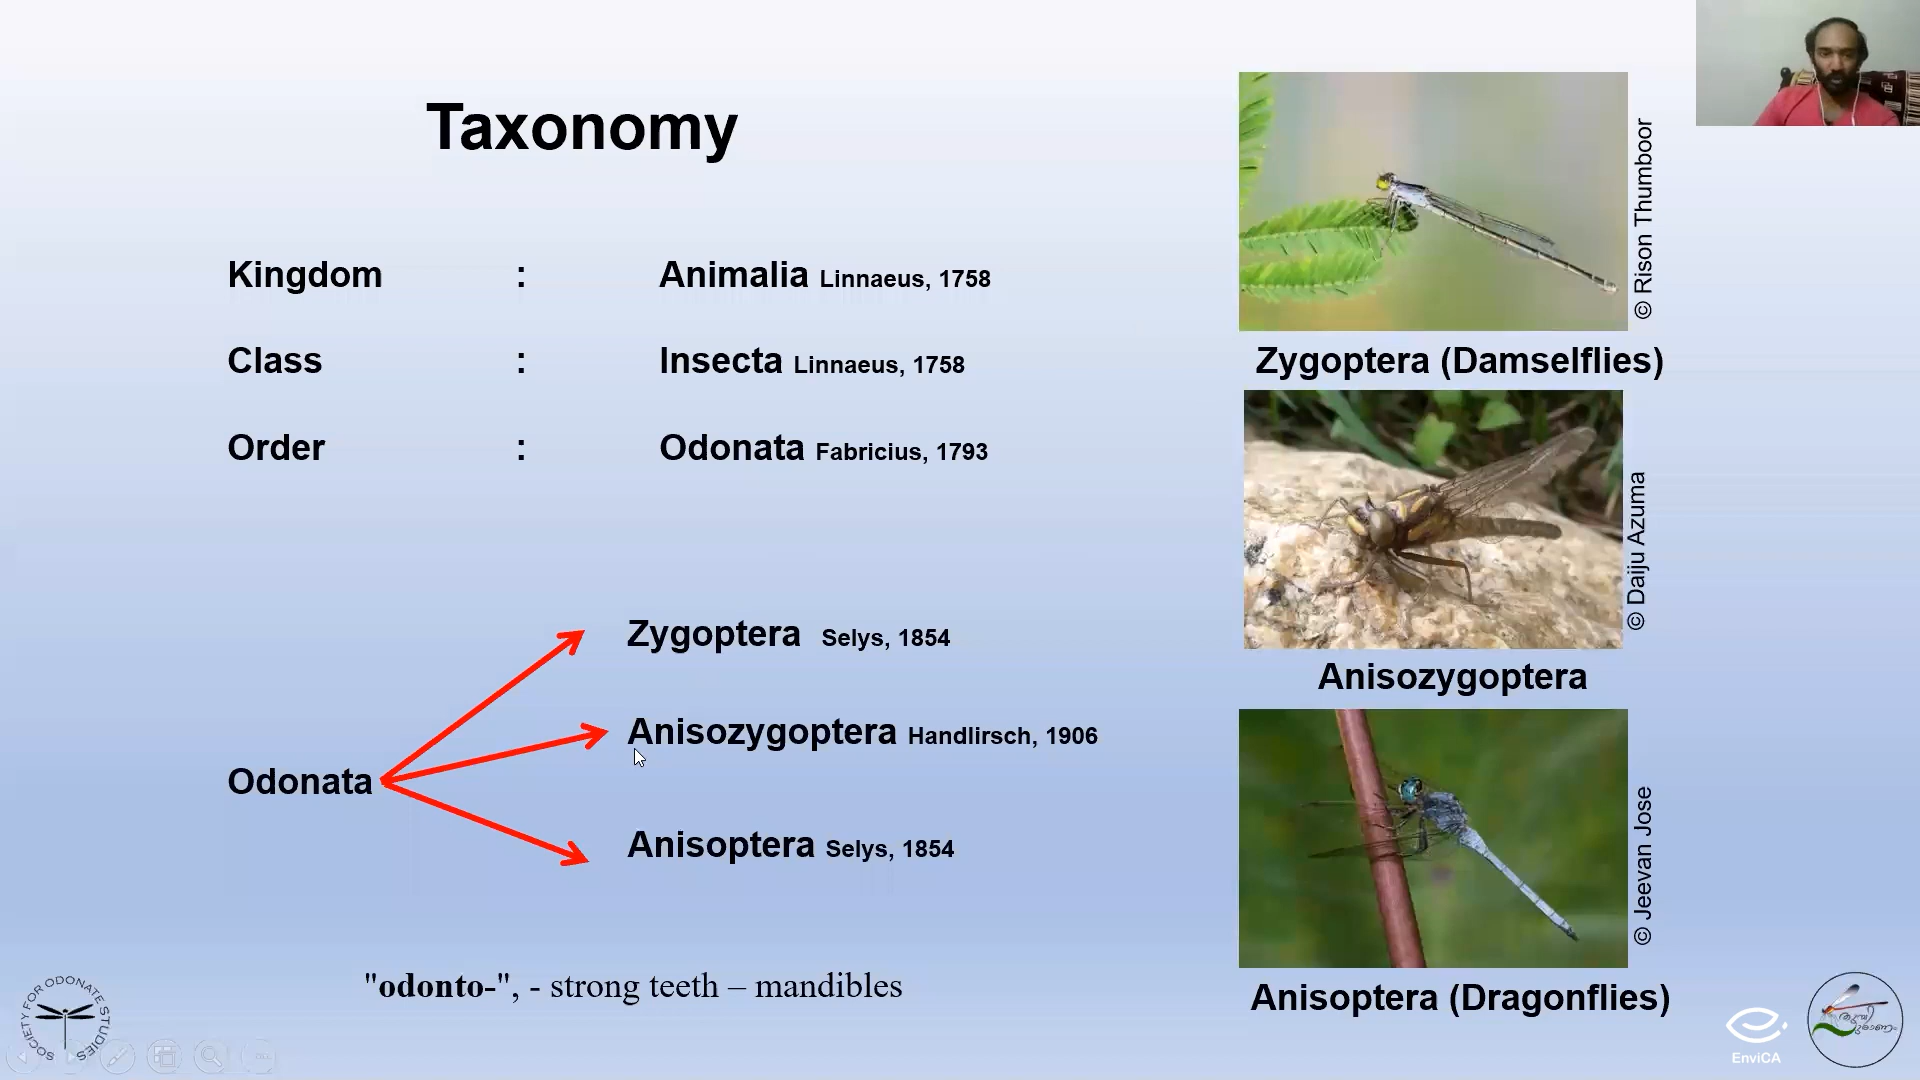 Taxonomy
Kingdom : Animalia Linnaeus, 1758
Class : Insecta Linnaeus, 1758
Order : Odonata Fabricius, 1793
Odonata
Zygoptera Selys, 1854
Anisozygoptera Handlirsch, 1906
Anisoptera Selys, 1854
"odonto-", - strong teeth – mandibles
© Rison Thumboor
Zygoptera (Damselflies)
© Daiju Azuma
Anisozygoptera
© Jeevan Jose
Anisoptera (Dragonflies)
SOCIETY FOR ODONATE STUDIES
EnviCA